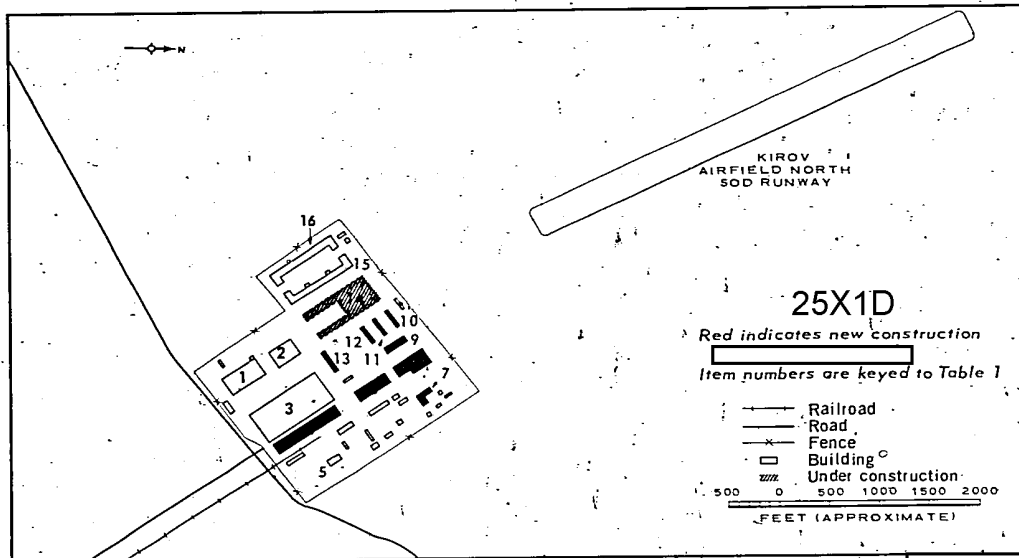 N
KIROV
AIRFIELD NORTH
SOD RUNWAY
16
15
10
12
9
13
11
2
1
7
3
5
25X1D
Red indicates new construction
Item numbers are keyed to Table 1
Railroad
Road
Fence
Building
Under construction
500 0 500 1000 1500 2000
FEET (APPROXIMATE)